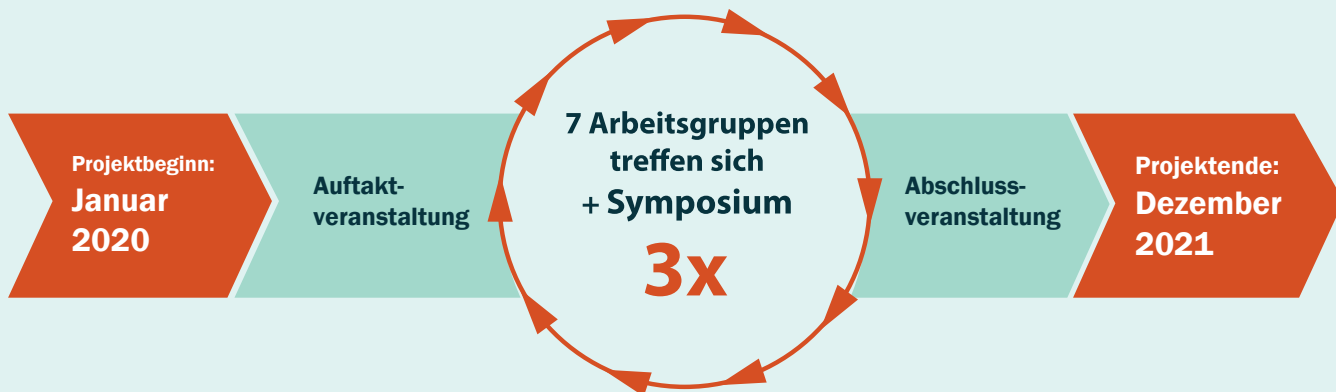 Projektbeginn:
Januar
2020
Auftakt-
veranstaltung
7 Arbeitsgruppen
treffen sich
+ Symposium
3x
Abschluss-
veranstaltung
Projektende:
Dezember
2021